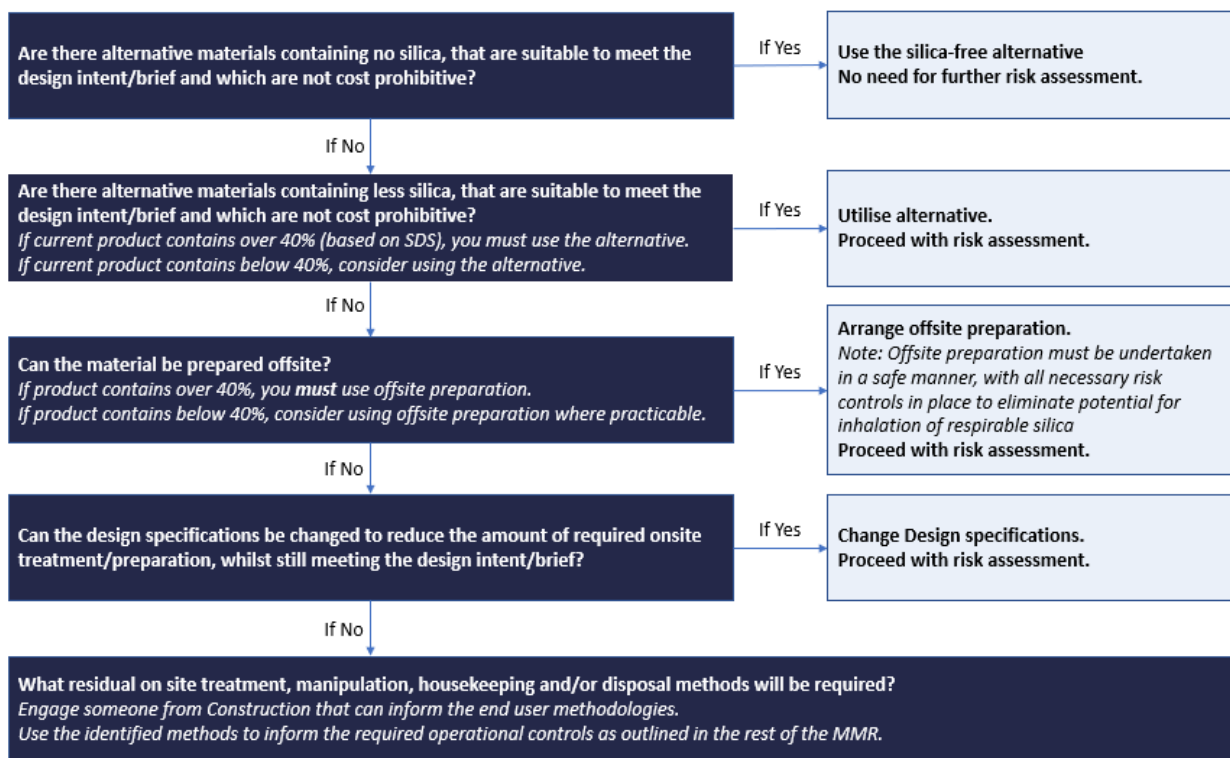 Are there alternative materials containing no silica, that are suitable to meet the
design intent/brief and which are not cost prohibitive?
If Yes
Use the silica-free alternative
No need for further risk assessment.
If No
Are there alternative materials containing less silica, that are suitable to meet the
design intent/brief and which are not cost prohibitive?
If current product contains over 40% (based on SDS), you must use the alternative.
If current product contains below 40%, consider using the alternative.
If Yes
Utilise alternative.
Proceed with risk assessment.
If No
Can the material be prepared offsite?
If product contains over 40%, you must use offsite preparation.
If product contains below 40%, consider using offsite preparation where practicable.
If Yes
Arrange offsite preparation.
Note: Offsite preparation must be undertaken
in a safe manner, with all necessary risk
controls in place to eliminate potential for
inhalation of respirable silica
Proceed with risk assessment.
If No
Can the design specifications be changed to reduce the amount of required onsite
treatment/preparation, whilst still meeting the design intent/brief?
If Yes
Change Design specifications.
Proceed with risk assessment.
If No
What residual on site treatment, manipulation, housekeeping and/or disposal methods will be required?
Engage someone from Construction that can inform the end user methodologies.
Use the identified methods to inform the required operational controls as outlined in the rest of the MMR.